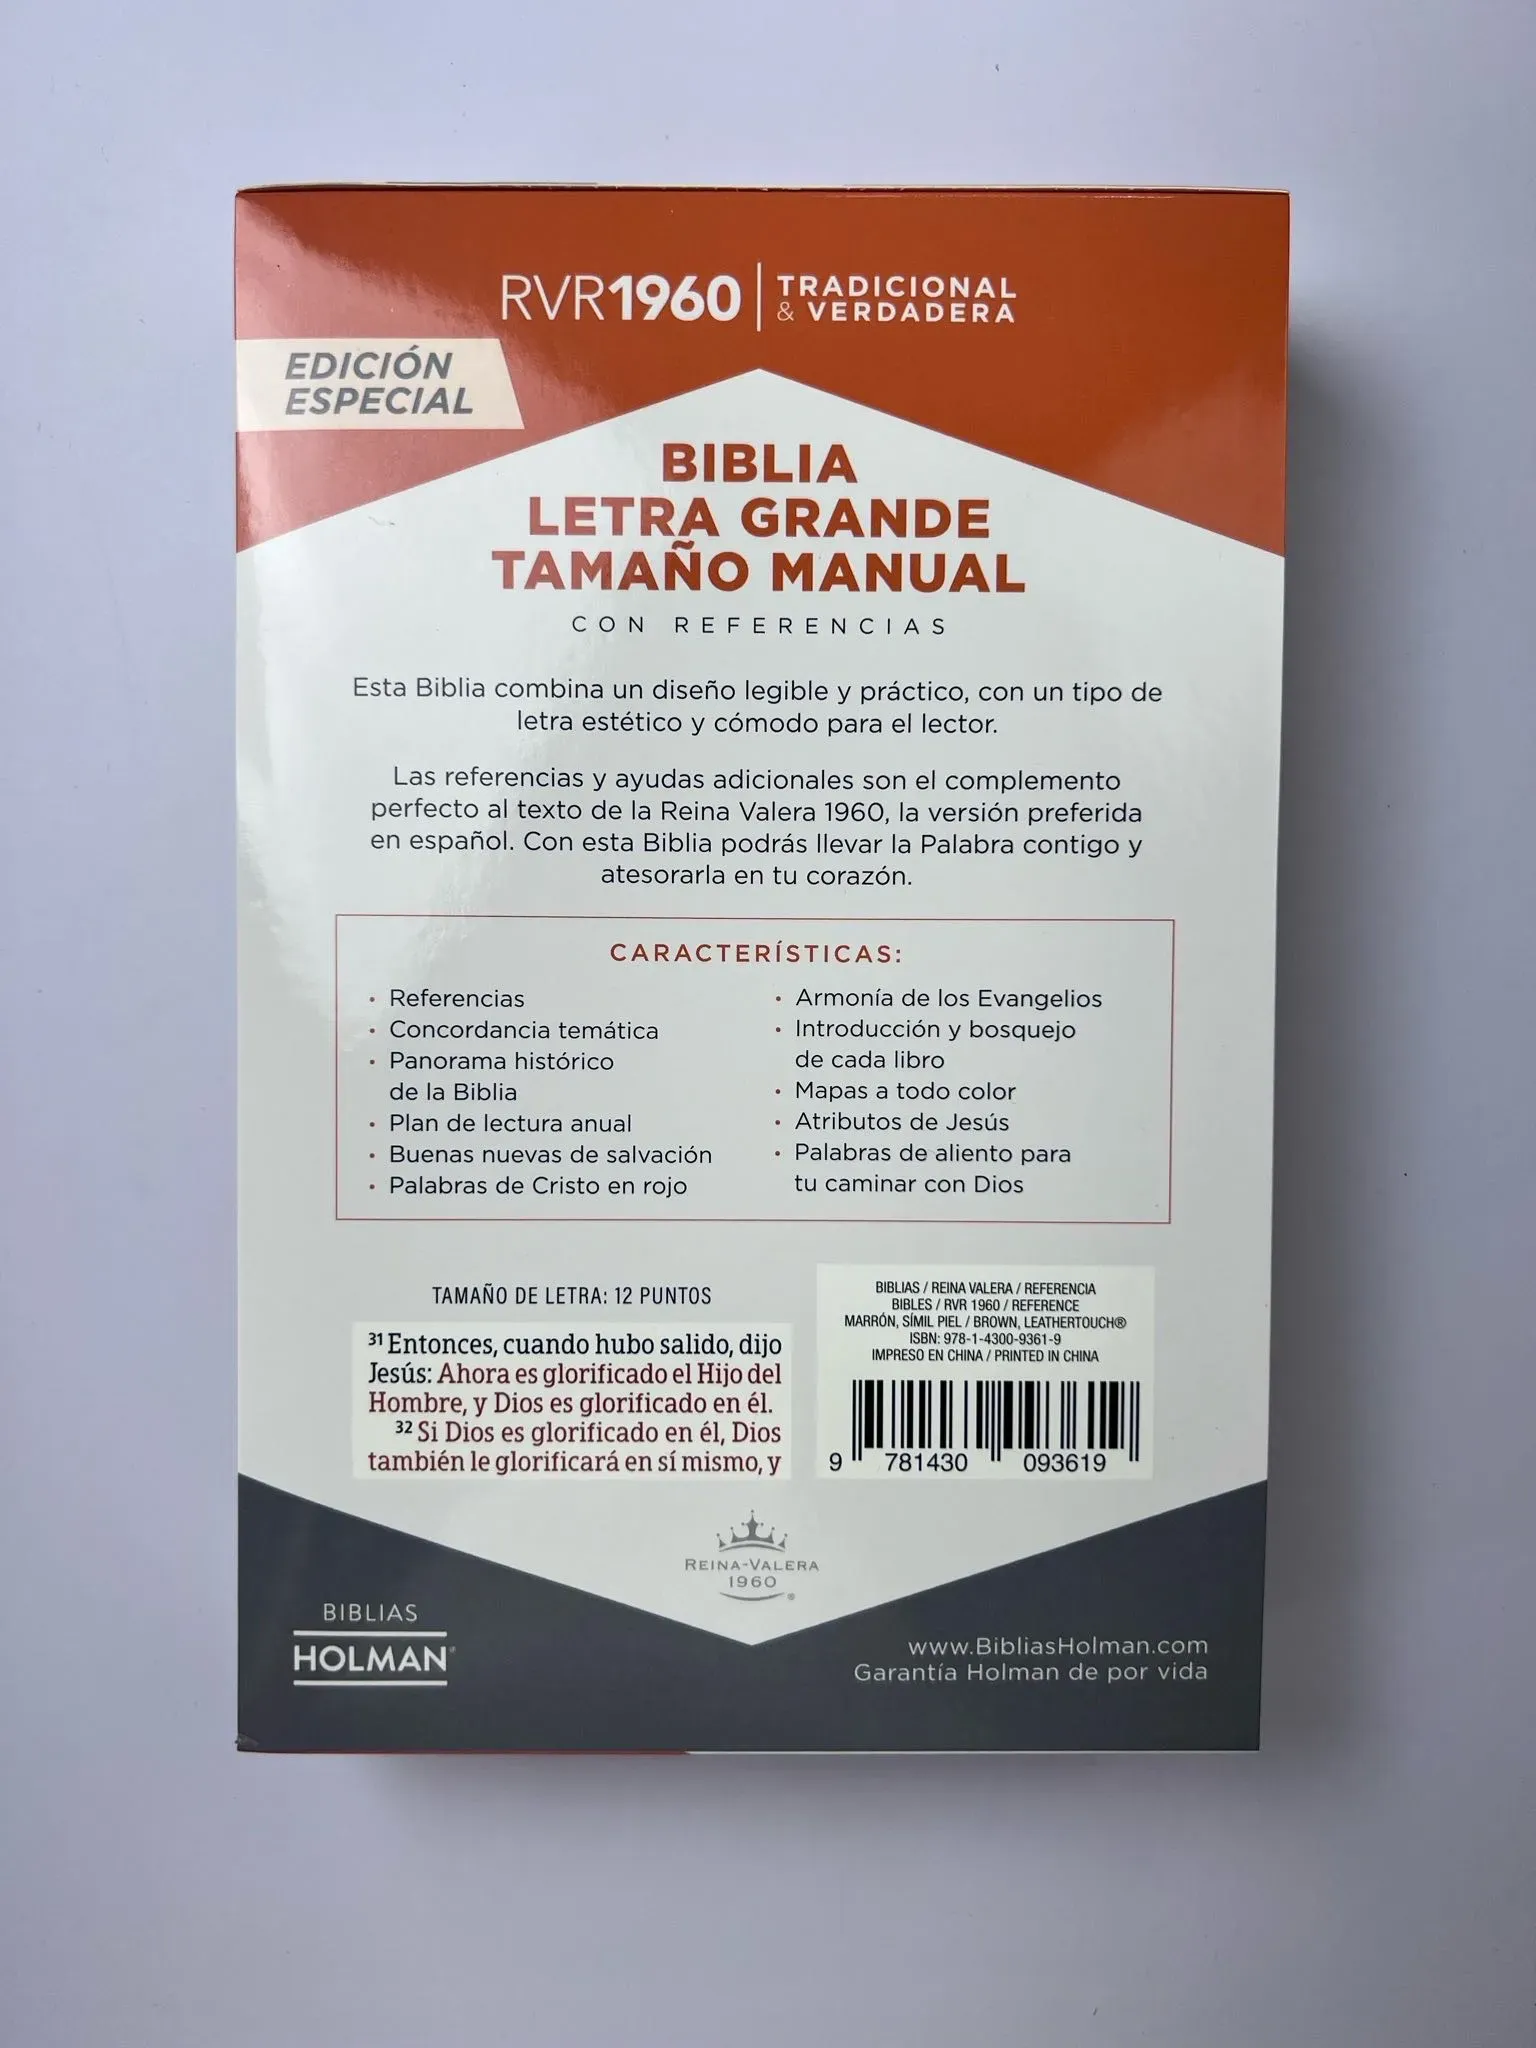 RVR1960 TRADICIONAL
& VERDADERA
EDICIÓN
ESPECIAL
BIBLIA
LETRA GRANDE
TAMAÑO MANUAL
CON REFERENCIAS
Esta Biblia combina un diseño legible y práctico, con un tipo de
letra estético y cómodo para el lector.
Las referencias y ayudas adicionales son el complemento
perfecto al texto de la Reina Valera 1960, la versión preferida
en español. Con esta Biblia podrás llevar la Palabra contigo y
atesorarla en tu corazón.
CARACTERÍSTICAS:
• Referencias
• Concordancia temática
• Panorama histórico
de la Biblia
• Plan de lectura anual
• Buenas nuevas de salvación
• Palabras de Cristo en rojo
• Armonía de los Evangelios
• Introducción y bosquejo
de cada libro
• Mapas a todo color
• Atributos de Jesús
• Palabras de aliento para
tu caminar con Dios
TAMAÑO DE LETRA: 12 PUNTOS
31 Entonces, cuando hubo salido, dijo
Jesús: Ahora es glorificado el Hijo del
Hombre, y Dios es glorificado en él.
32 Si Dios es glorificado en él, Dios
también le glorificará en sí mismo, y
BIBLIAS / REINA VALERA / REFERENCIA
BIBLES / RVR 1960 / REFERENCE
MARRÓN, SÍMIL PIEL / BROWN, LEATHERTOUCH®
ISBN: 978-1-4300-9361-9
IMPRESO EN CHINA / PRINTED IN CHINA
9 781430 093619
REINA-VALERA
1960®
BIBLIAS
HOLMAN®
www.BibliasHolman.com
Garantía Holman de por vida